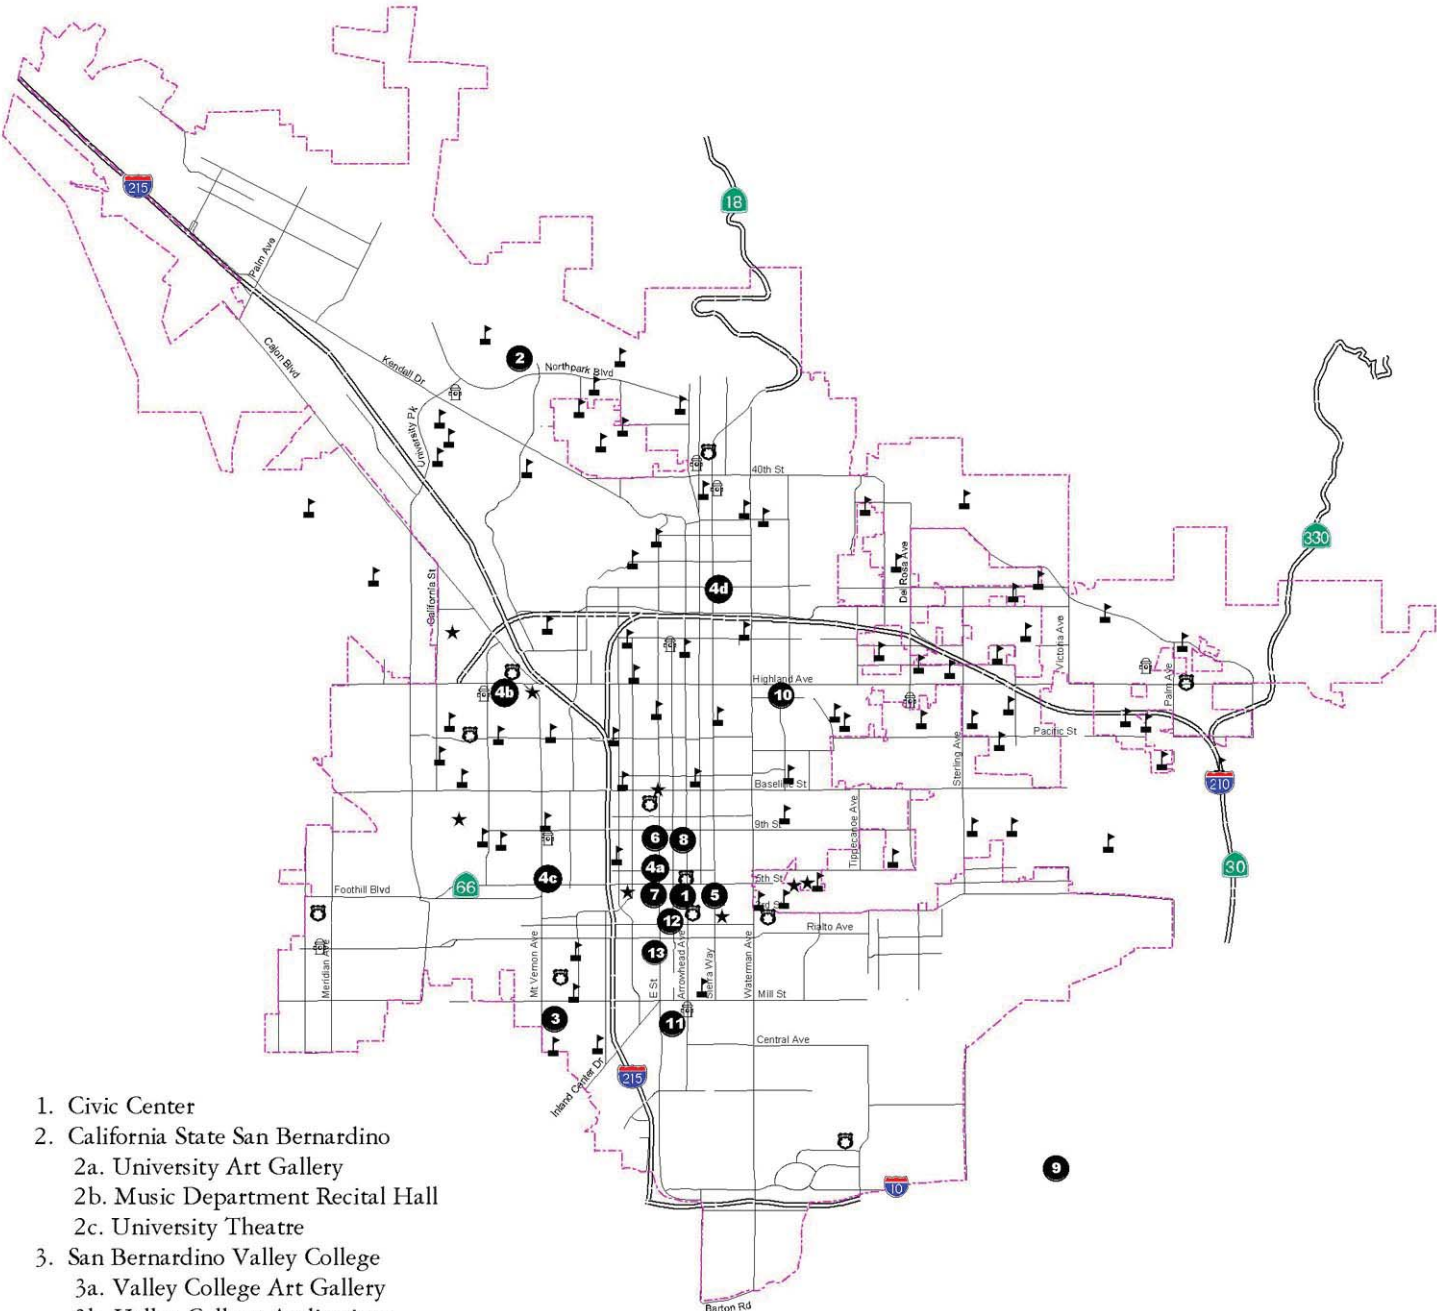 215
18
Palm Ave
Cajon Blvd
Kendall Dr
2
Northpark Blvd
University Pk
40th St
330
Del Rosa Ave
4d
California St
Victoria Ave
Palm Ave
Highland Ave
4b
10
Pacific St
Sterling Ave
210
Baseline St
9th St
Tippecanoe Ave
6
8
4a
4c
66
Foothill Blvd
5th St
30
7
1
5
3rd St
12
Rialto Ave
13
Meridian Ave
Mt Vernon Ave
E St
Arrowhead Ave
Sierra Way
Waterman Ave
Mill St
3
11
Central Ave
215
Inland Center Dr
9
10
Barton Rd
1. Civic Center
2. California State San Bernardino
2a. University Art Gallery
2b. Music Department Recital Hall
2c. University Theatre
3. San Bernardino Valley College
3a. Valley College Art Gallery